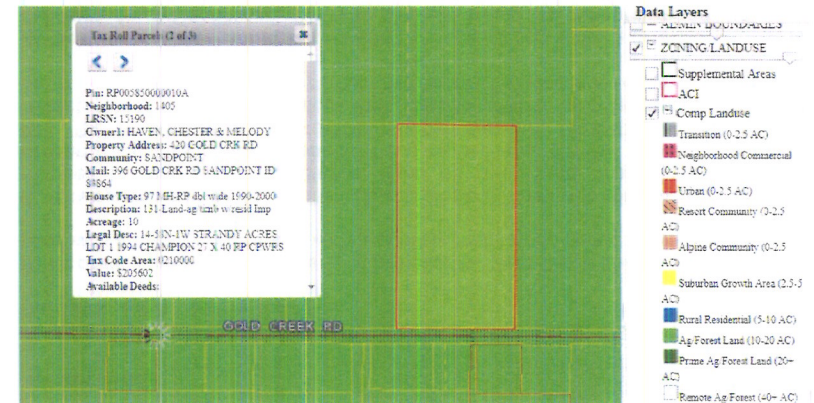 Tax Roll Parcels (2 of 3)
Pin: RP005850000010A
Neighborhood: 1405
LRSN: 15190
Owner1: HAVEN, CHESTER & MELODY
Property Address: 420 GOLD CRK RD
Community: SANDPOINT
Mail: 396 GOLD CRK RD SANDPOINT ID
83864
House Type: 97 MH-RP dbl wide 1990-2000
Description: 131-Land-ag timb w resid Imp
Acreage: 10
Legal Desc: 14-58N-1W STRANDY ACRES
LOT 1 1994 CHAMPION 27 X 40 RP CPWRS
Tax Code Area: 0210000
Value: $205602
Available Deeds:
GOLD CREEK RD
Data Layers
ADMIN BOUNDARIES
ZONING/LANDUSE
Supplemental Areas
ACI
Comp Landuse
Transition (0-2.5 AC)
Neighborhood Commercial
(0-2.5 AC)
Urban (0-2.5 AC)
Resort Community (0-2.5
AC)
Alpine Community (0-2.5
AC)
Suburban Growth Area (2.5-5
AC)
Rural Residential (5-10 AC)
Ag/Forest Land (10-20 AC)
Prime Ag Forest Land (20+
AC)
Remote Ag/Forest (40+ AC)